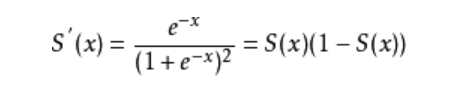 S′(x) = e^{-x} / (1 + e^{-x})² = S(x)(1 − S(x))